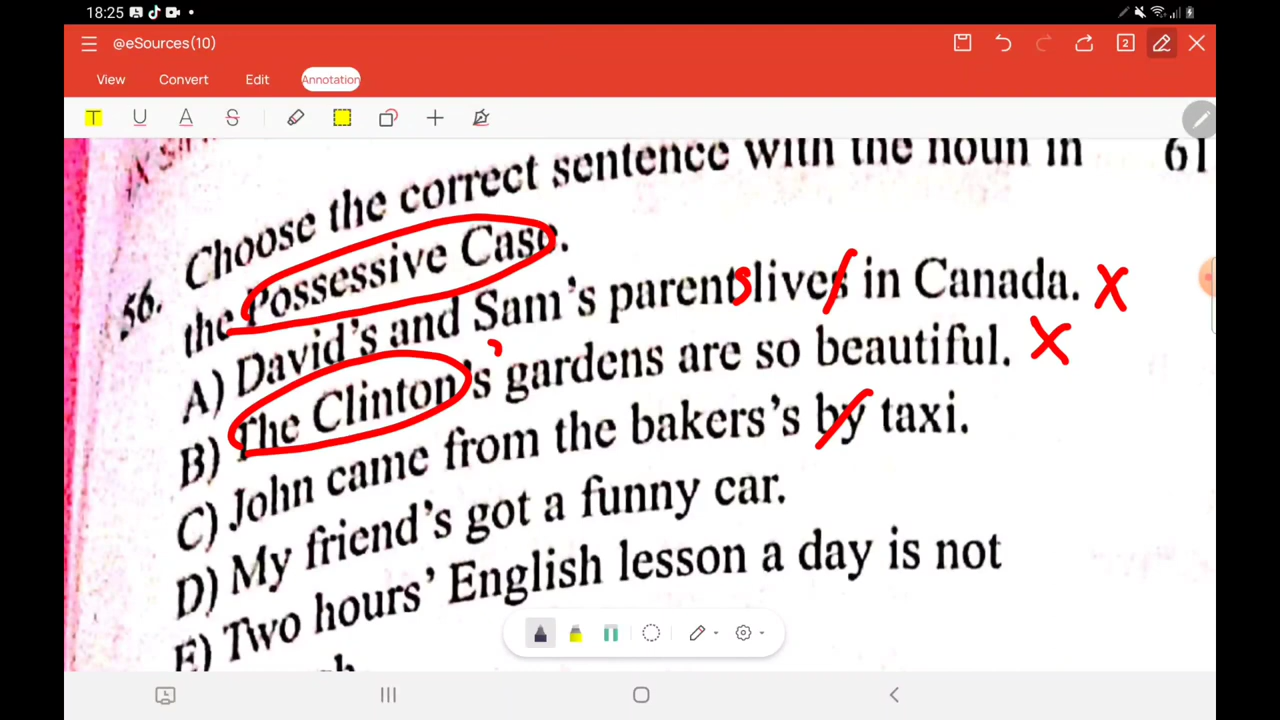 18:25
@eSources(10)
2
View Convert Edit Annotation
T U A S
Choose the correct sentence with the noun in 61
56. the Possessive Case.
A) David's and Sam's parents lives in Canada. X
B) The Clinton's gardens are so beautiful. X
C) John came from the bakers's by taxi.
D) My friend's got a funny car.
E) Two hours' English lesson a day is not